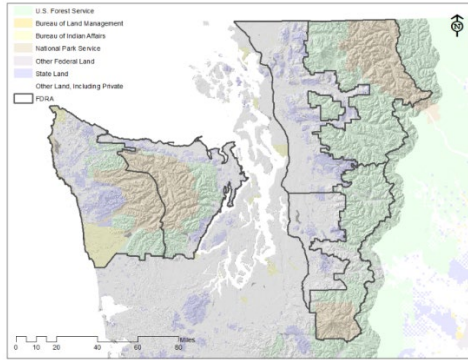 U.S. Forest Service
Bureau of Land Management
Bureau of Indian Affairs
National Park Service
Other Federal Land
State Land
Other Land, Including Private
FDRA
N
0 5 10 20 40 60 80
Miles